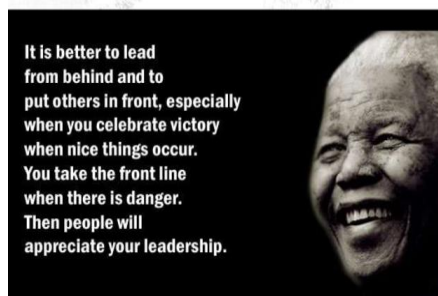 It is better to lead
from behind and to
put others in front, especially
when you celebrate victory
when nice things occur.
You take the front line
when there is danger.
Then people will
appreciate your leadership.